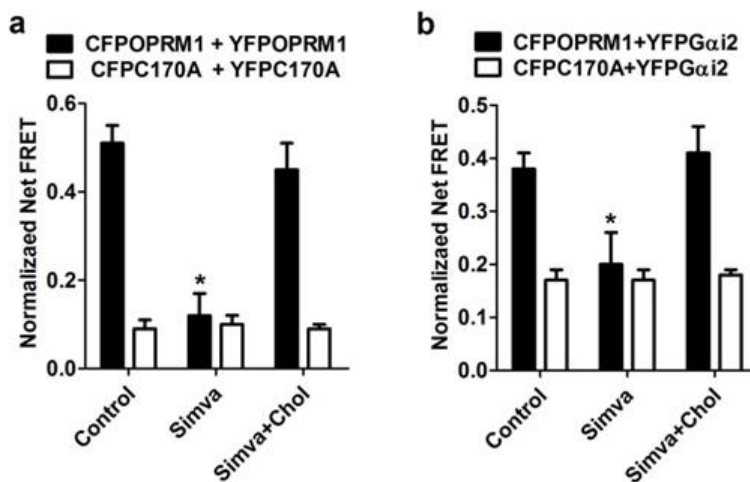 a
CFPOPRM1 + YFPOPRM1
CFPC170A + YFPC170A
Normalizaed Net FRET
0.6
0.4
0.2
0.0
*
Control
Simva
Simva+Chol
b
CFPOPRM1+YFPGαi2
CFPC170A+YFPGαi2
Normalizaed Net FRET
0.5
0.4
0.3
0.2
0.1
0.0
*
Control
Simva
Simva+Chol